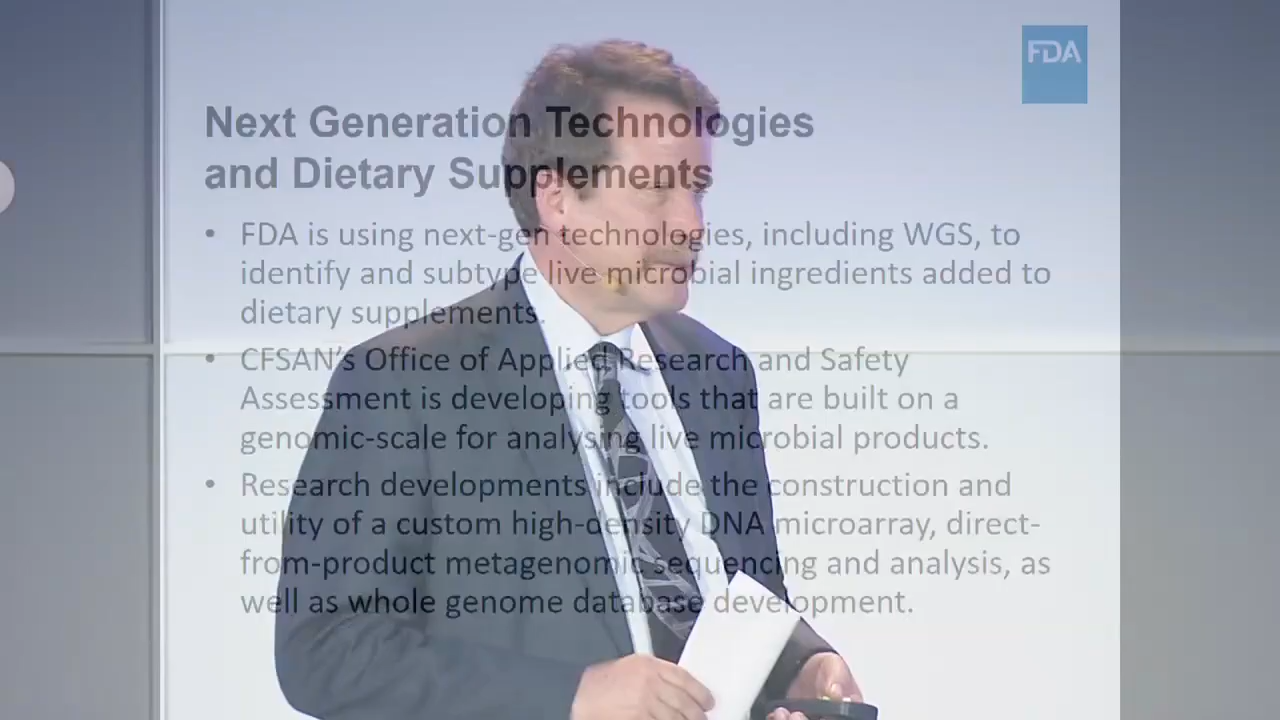 FDA
Next Generation Technologies
and Dietary Supplements
• FDA is using next-gen technologies, including WGS, to
identify and subtype live microbial ingredients added to
dietary supplements.
• CFSAN's Office of Applied Research and Safety
Assessment is developing tools that are built on a
genomic-scale for analysing live microbial products.
• Research developments include the construction and
utility of a custom high-density DNA microarray, direct-
from-product metagenomic sequencing and analysis, as
well as whole genome database development.